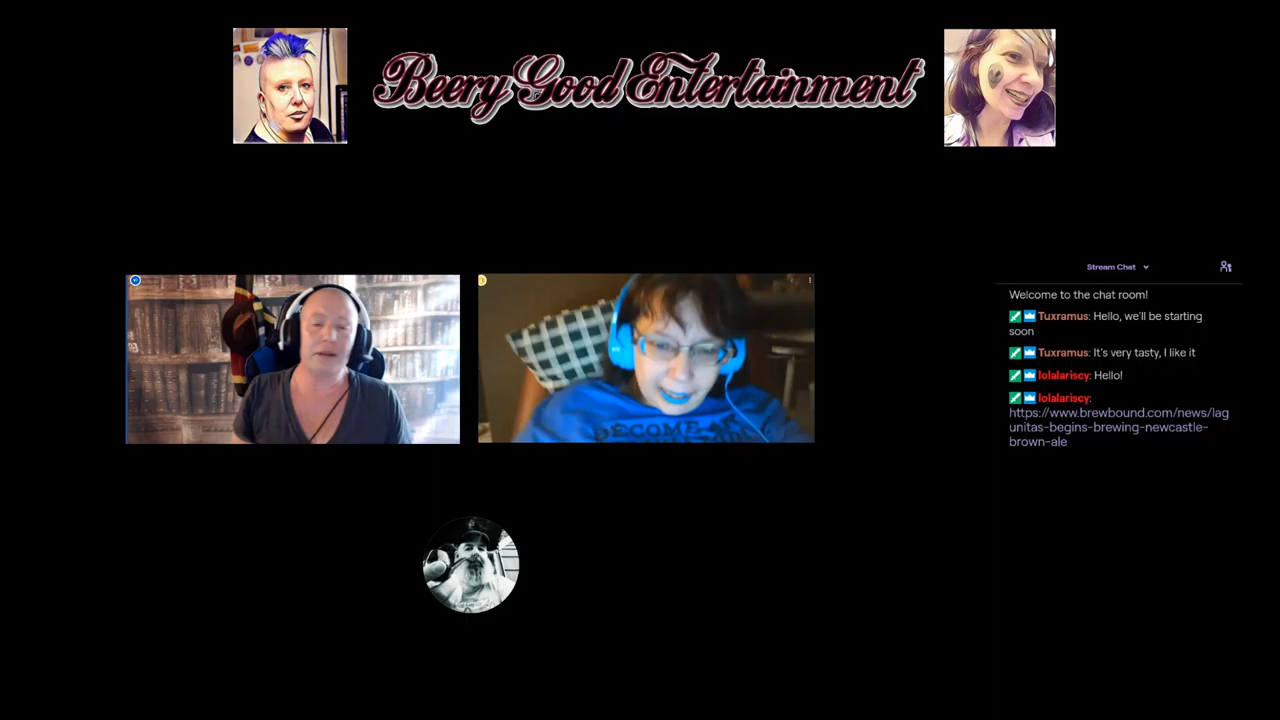 Beery Good Entertainment
Stream Chat
Welcome to the chat room!
Tuxramus: Hello, we'll be starting
soon
Tuxramus: It's very tasty, I like it
lolalariscy: Hello!
lolalariscy:
https://www.brewbound.com/news/lag
unitas-begins-brewing-newcastle-
brown-ale
BECOME